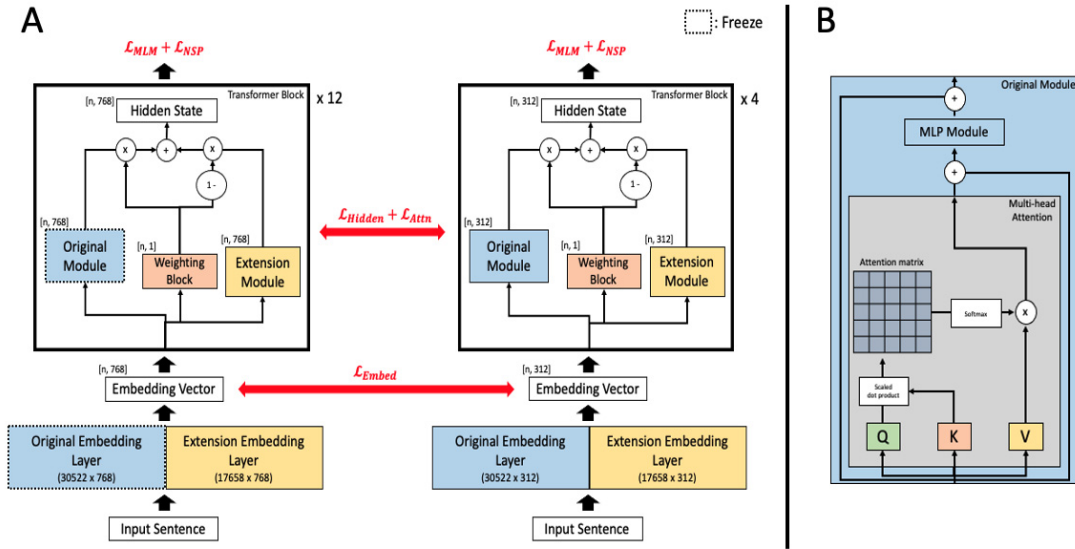 A
: Freeze
B
ℒMLM + ℒNSP
ℒMLM + ℒNSP
Transformer Block
x 12
[n, 768]
Hidden State
x
+
x
1 -
[n, 768]
Original
Module
[n, 1]
Weighting
Block
[n, 768]
Extension
Module
ℒHidden + ℒAttn
Transformer Block
x 4
[n, 312]
Hidden State
x
+
x
1 -
[n, 312]
Original
Module
[n, 1]
Weighting
Block
[n, 312]
Extension
Module
[n, 768]
Embedding Vector
ℒEmbed
[n, 312]
Embedding Vector
Original Embedding
Layer
(30522 x 768)
Extension Embedding
Layer
(17658 x 768)
Original Embedding
Layer
(30522 x 312)
Extension Embedding
Layer
(17658 x 312)
Input Sentence
Input Sentence
Original Module
+
MLP Module
+
Multi-head
Attention
Attention matrix
Softmax
x
Scaled
dot product
Q
K
V